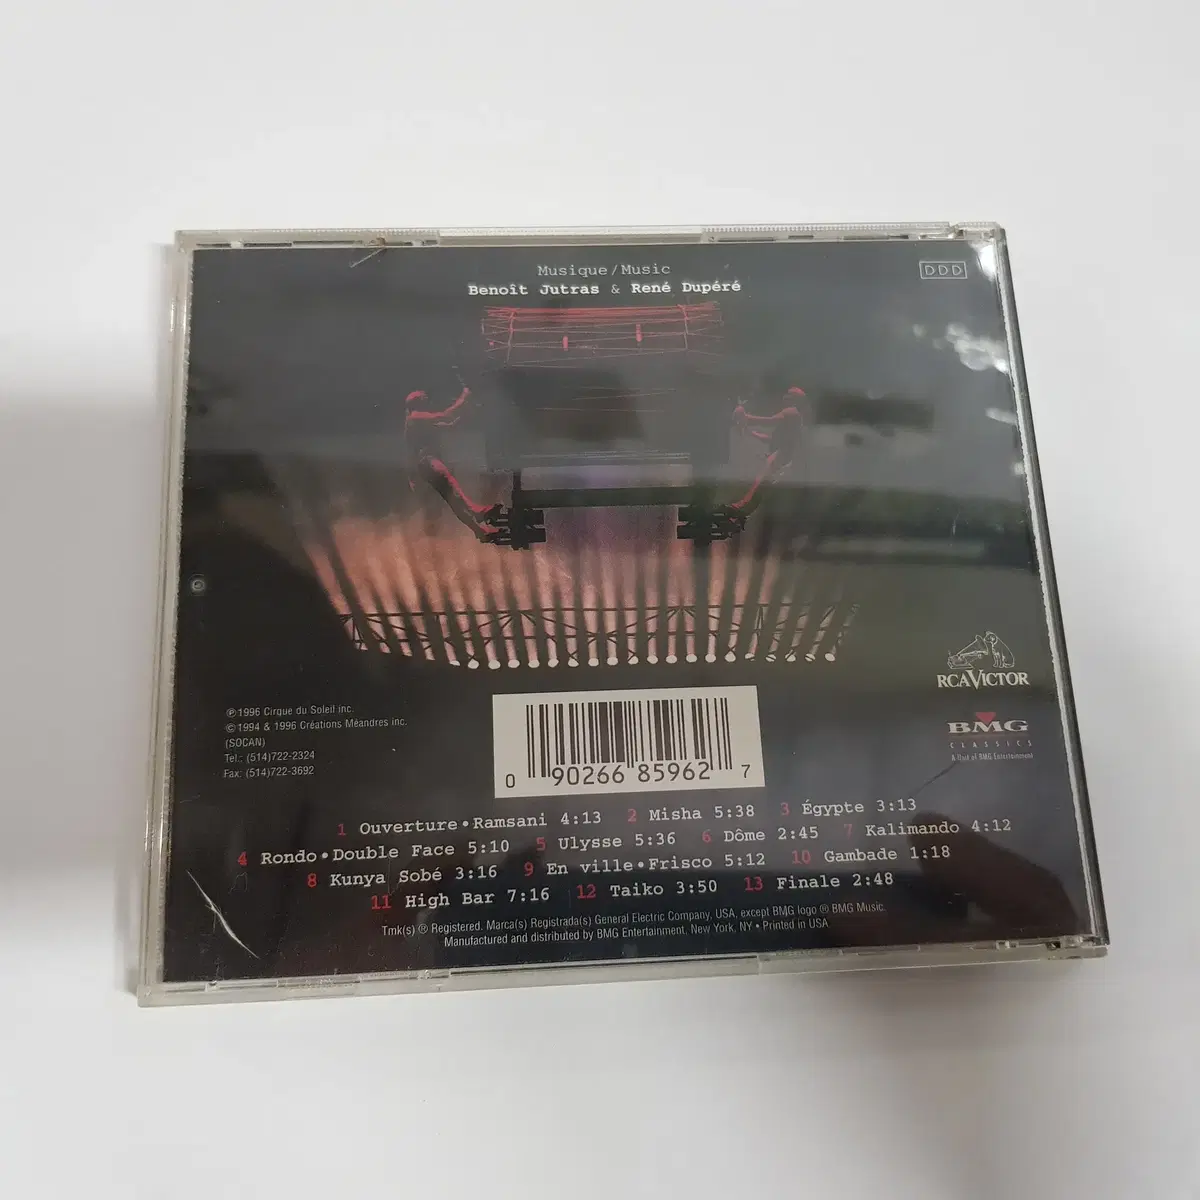 Musique/Music
Benoît Jutras & René Dupéré
DDD
RCAVICTOR
BMG
CLASSICS
A Unit of BMG Entertainment
℗1996 Cirque du Soleil inc.
© 1994 & 1996 Créations Méandres inc.
(SOCAN)
Tel.: (514)722-2324
Fax: (514)722-3692
0 90266 85962 7
1 Ouverture•Ramsani 4:13 2 Misha 5:38 3 Égypte 3:13
4 Rondo•Double Face 5:10 5 Ulysse 5:36 6 Dôme 2:45 7 Kalimando 4:12
8 Kunya Sobé 3:16 9 En ville•Frisco 5:12 10 Gambade 1:18
11 High Bar 7:16 12 Taiko 3:50 13 Finale 2:48
Tmk(s) ® Registered. Marca(s) Registrada(s) General Electric Company, USA, except BMG logo ® BMG Music.
Manufactured and distributed by BMG Entertainment, New York, NY • Printed in USA